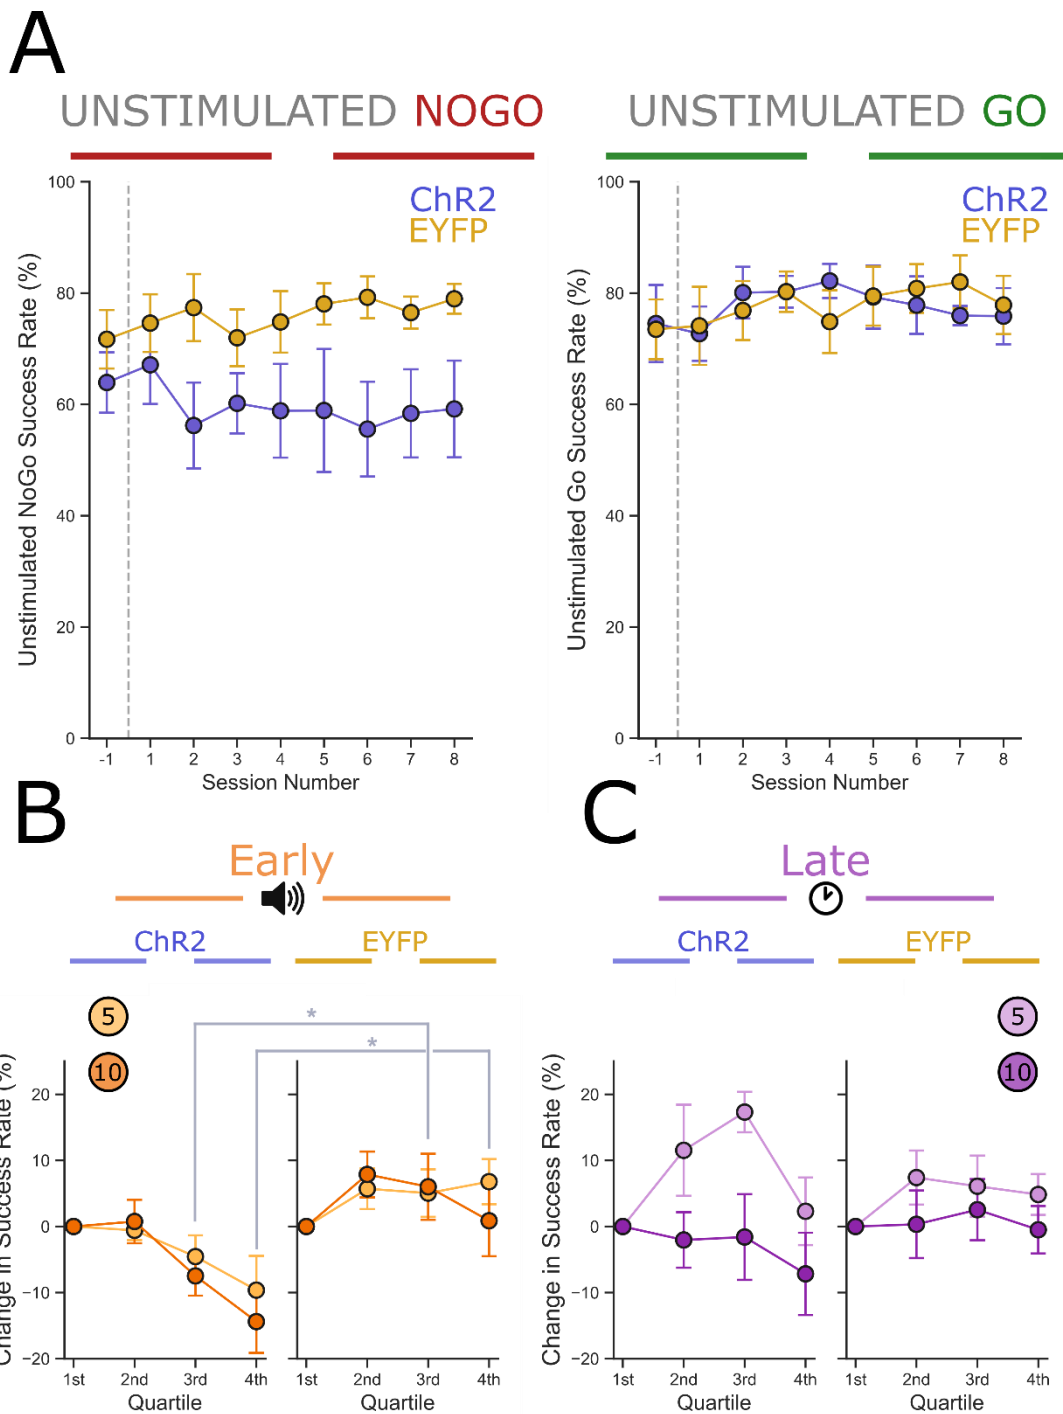 A
UNSTIMULATED NOGO
UNSTIMULATED GO
ChR2
EYFP
ChR2
EYFP
Unstimulated NoGo Success Rate (%)
100
80
60
40
20
0
-1 1 2 3 4 5 6 7 8
Session Number
Unstimulated Go Success Rate (%)
100
80
60
40
20
0
-1 1 2 3 4 5 6 7 8
Session Number
B
Early
ChR2
EYFP
5
10
*
*
Change in Success Rate (%)
20
10
0
−10
−20
1st 2nd 3rd 4th
Quartile
1st 2nd 3rd 4th
Quartile
C
Late
ChR2
EYFP
5
10
Change in Success Rate (%)
20
10
0
−10
−20
1st 2nd 3rd 4th
Quartile
1st 2nd 3rd 4th
Quartile